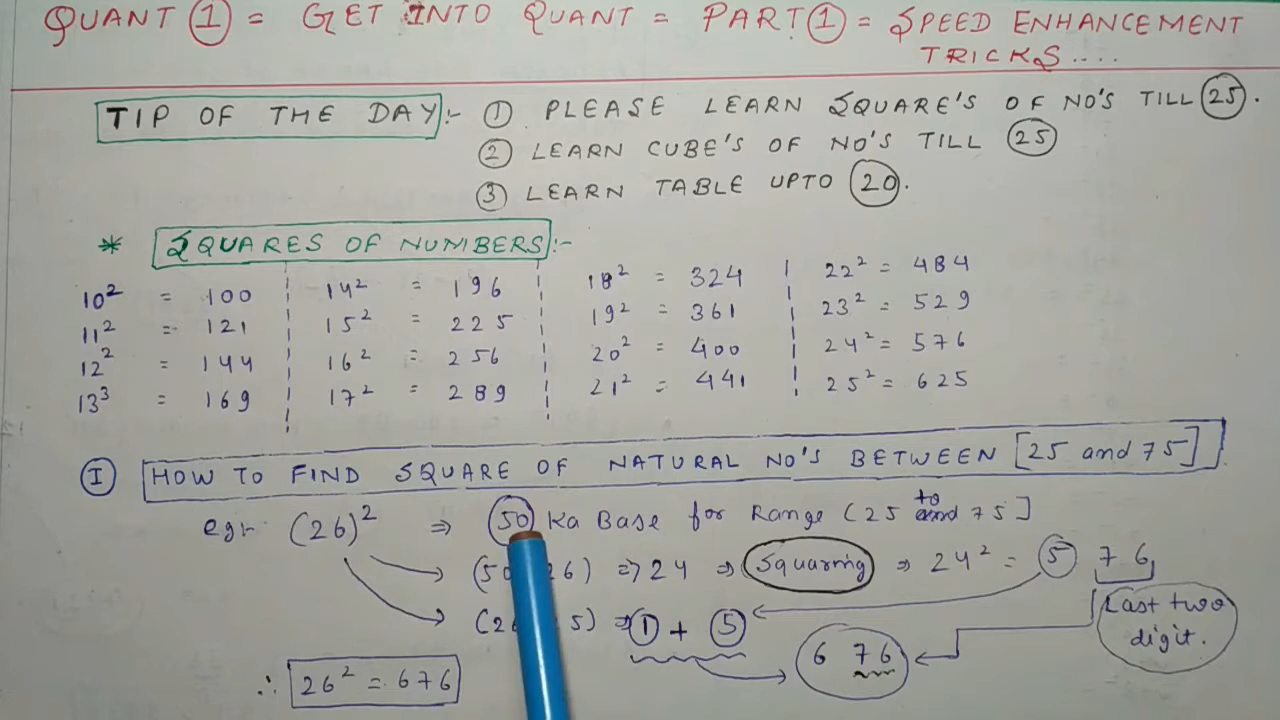 QUANT ① = GET INTO QUANT = PART ① = SPEED ENHANCEMENT
TRICKS....
TIP OF THE DAY :- ① PLEASE LEARN SQUARE'S OF NO'S TILL 25.
② LEARN CUBE'S OF NO'S TILL 25
③ LEARN TABLE UPTO 20.
* SQUARES OF NUMBERS :-
10² = 100 14² = 196 18² = 324 22² = 484
11² = 121 15² = 225 19² = 361 23² = 529
12² = 144 16² = 256 20² = 400 24² = 576
13³ = 169 17² = 289 21² = 441 25² = 625
Ⅰ HOW TO FIND SQUARE OF NATURAL NO'S BETWEEN [25 and 75]
eg:- (26)² ⇒ 50 Ka Base for Range (25 to 75]
(50 26) ⇒ 24 ⇒ Squaring ⇒ 24² = 5 76
(26 5) ⇒ ① + ⑤
Last two
digit.
6 76
∴ 26² = 676